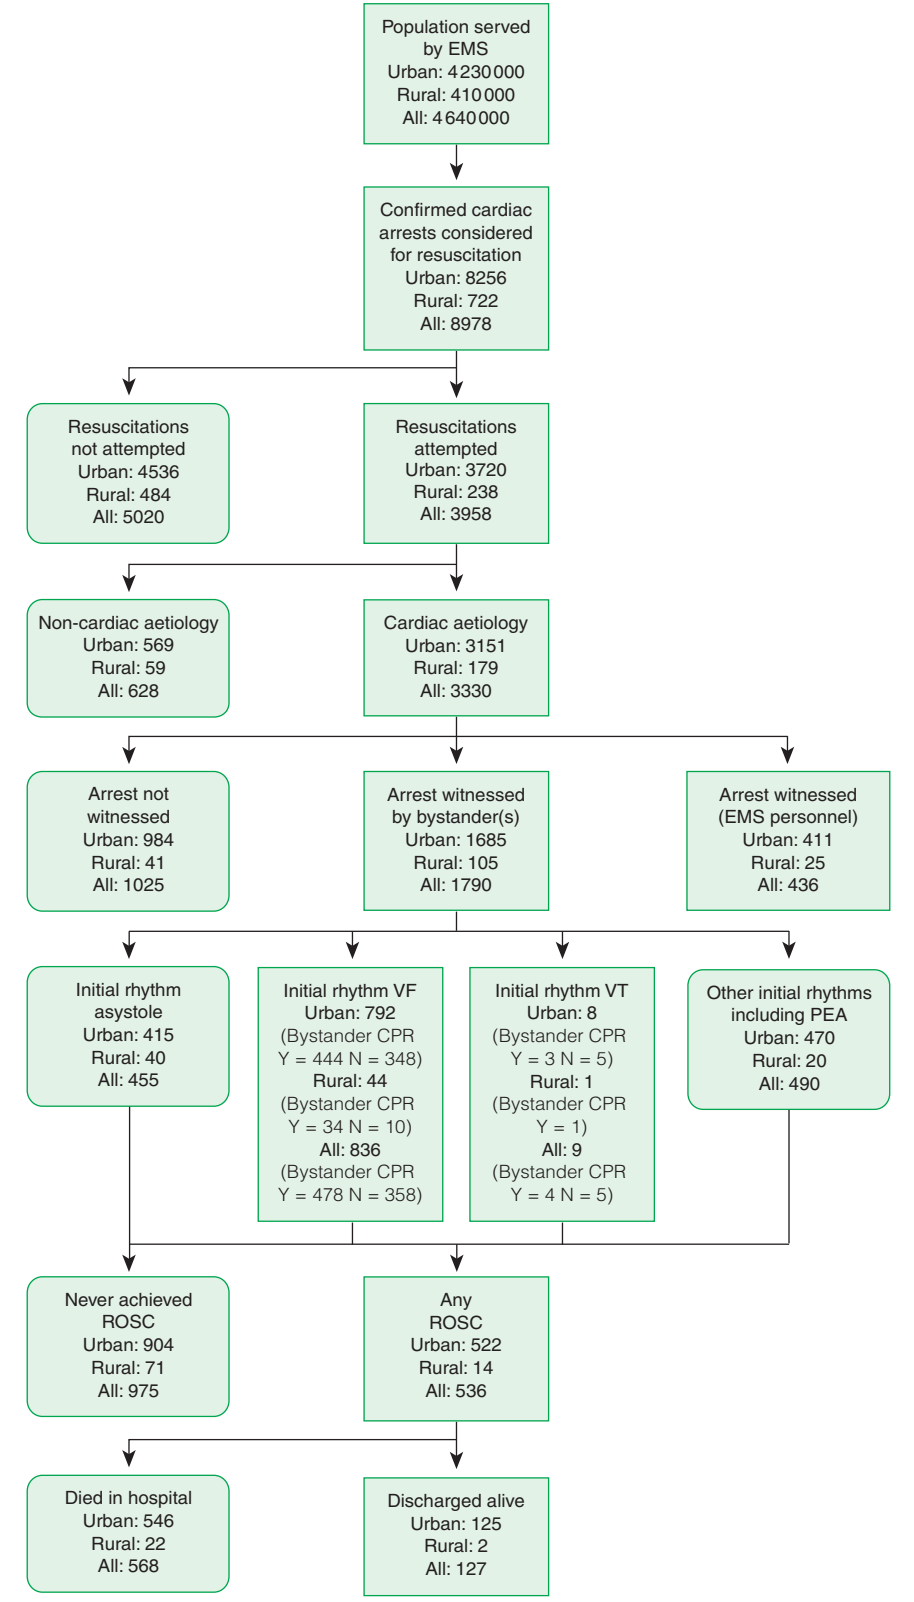 Population served
by EMS
Urban: 4 230 000
Rural: 410 000
All: 4 640 000
Confirmed cardiac
arrests considered
for resuscitation
Urban: 8256
Rural: 722
All: 8978
Resuscitations
not attempted
Urban: 4536
Rural: 484
All: 5020
Resuscitations
attempted
Urban: 3720
Rural: 238
All: 3958
Non-cardiac aetiology
Urban: 569
Rural: 59
All: 628
Cardiac aetiology
Urban: 3151
Rural: 179
All: 3330
Arrest not
witnessed
Urban: 984
Rural: 41
All: 1025
Arrest witnessed
by bystander(s)
Urban: 1685
Rural: 105
All: 1790
Arrest witnessed
(EMS personnel)
Urban: 411
Rural: 25
All: 436
Initial rhythm
asystole
Urban: 415
Rural: 40
All: 455
Initial rhythm VF
Urban: 792
(Bystander CPR
Y = 444 N = 348)
Rural: 44
(Bystander CPR
Y = 34 N = 10)
All: 836
(Bystander CPR
Y = 478 N = 358)
Initial rhythm VT
Urban: 8
(Bystander CPR
Y = 3 N = 5)
Rural: 1
(Bystander CPR
Y = 1)
All: 9
(Bystander CPR
Y = 4 N = 5)
Other initial rhythms
including PEA
Urban: 470
Rural: 20
All: 490
Never achieved
ROSC
Urban: 904
Rural: 71
All: 975
Any
ROSC
Urban: 522
Rural: 14
All: 536
Died in hospital
Urban: 546
Rural: 22
All: 568
Discharged alive
Urban: 125
Rural: 2
All: 127